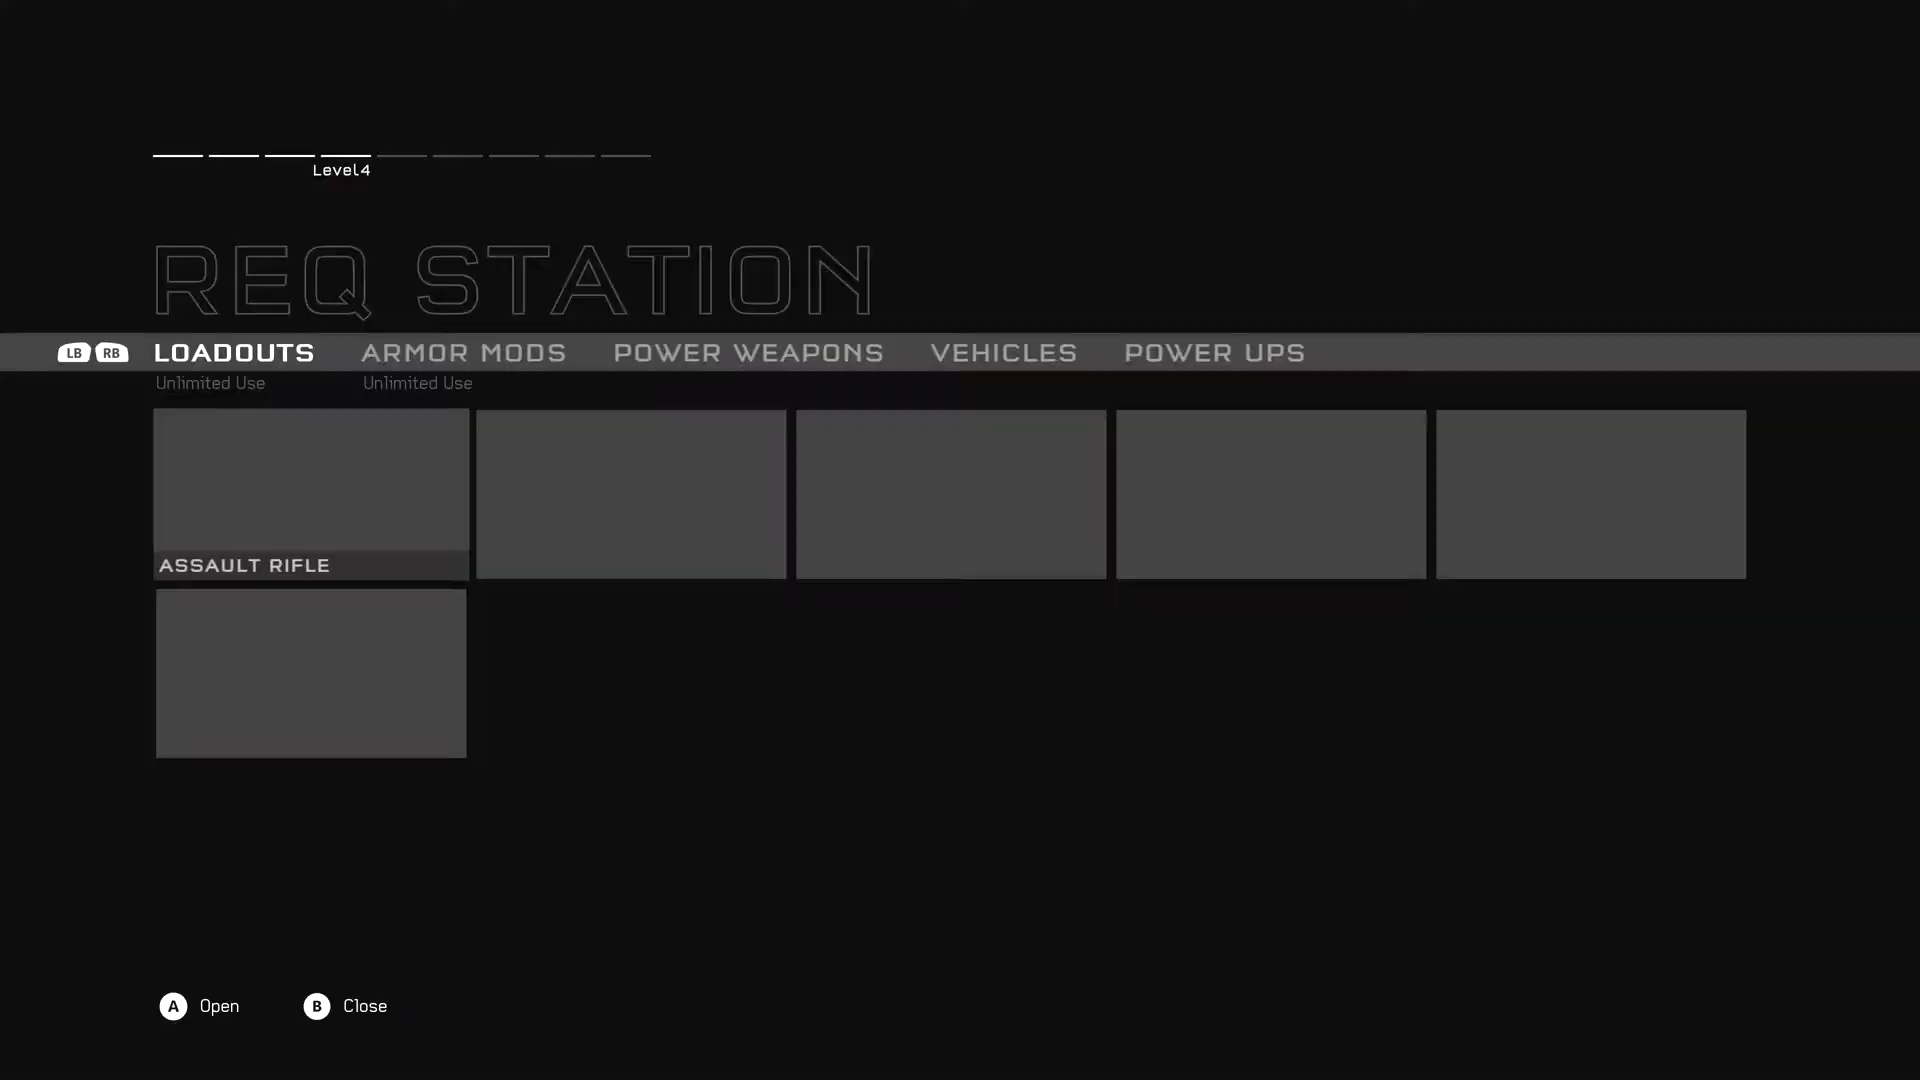 Level4
REQ STATION
LB RB LOADOUTS ARMOR MODS POWER WEAPONS VEHICLES POWER UPS
Unlimited Use Unlimited Use
ASSAULT RIFLE
A Open B Close